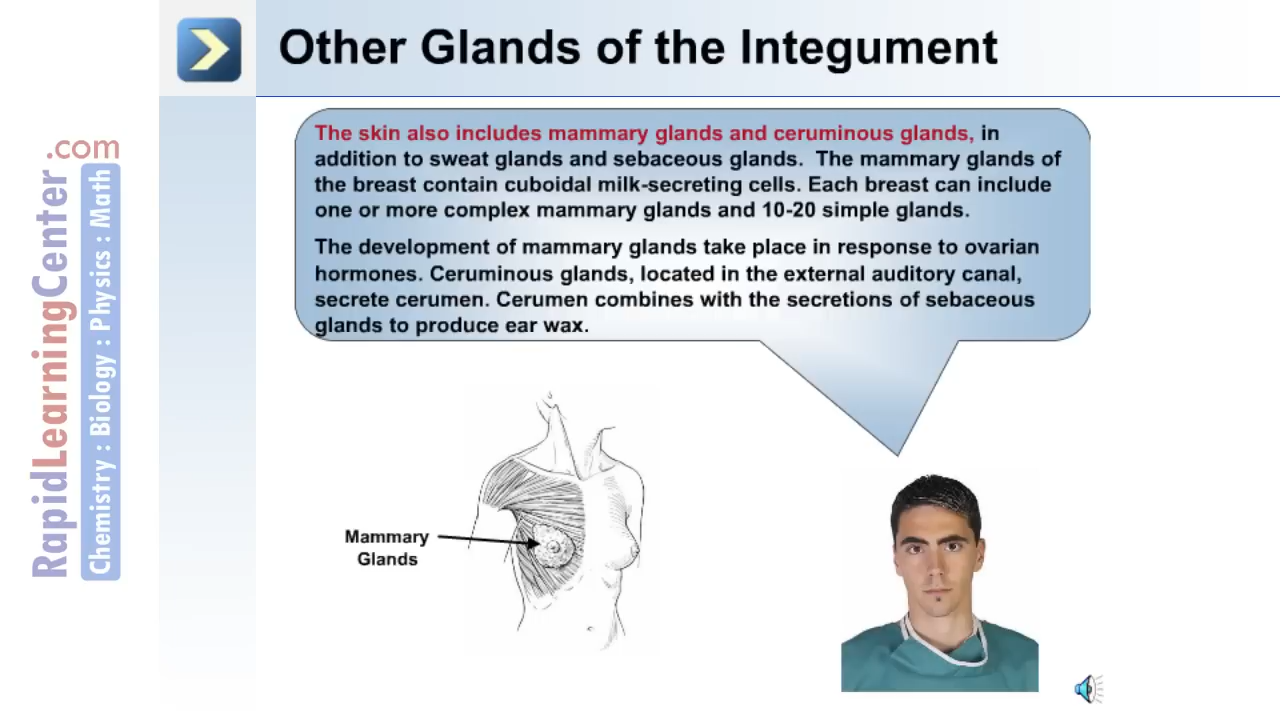 Other Glands of the Integument
The skin also includes mammary glands and ceruminous glands, in
addition to sweat glands and sebaceous glands.  The mammary glands of
the breast contain cuboidal milk-secreting cells. Each breast can include
one or more complex mammary glands and 10-20 simple glands.
The development of mammary glands take place in response to ovarian
hormones. Ceruminous glands, located in the external auditory canal,
secrete cerumen. Cerumen combines with the secretions of sebaceous
glands to produce ear wax.
Mammary
Glands
RapidLearningCenter.com
Chemistry : Biology : Physics : Math